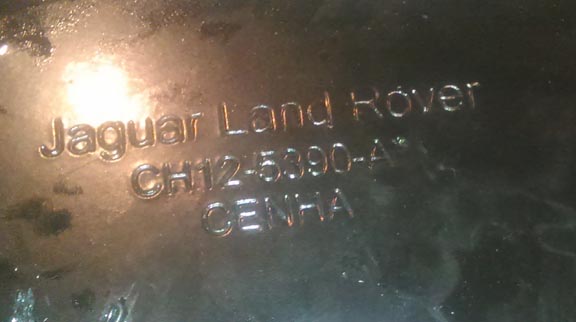 Jaguar Land Rover
CH12-5390-A
CENHA